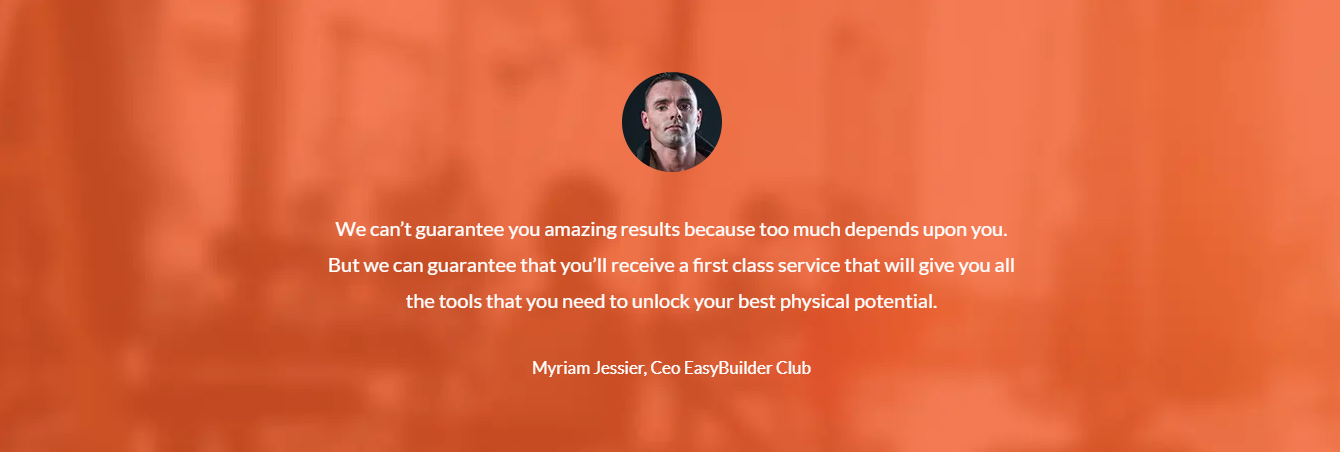 We can’t guarantee you amazing results because too much depends upon you.
But we can guarantee that you’ll receive a first class service that will give you all
the tools that you need to unlock your best physical potential.
Myriam Jessier, Ceo EasyBuilder Club